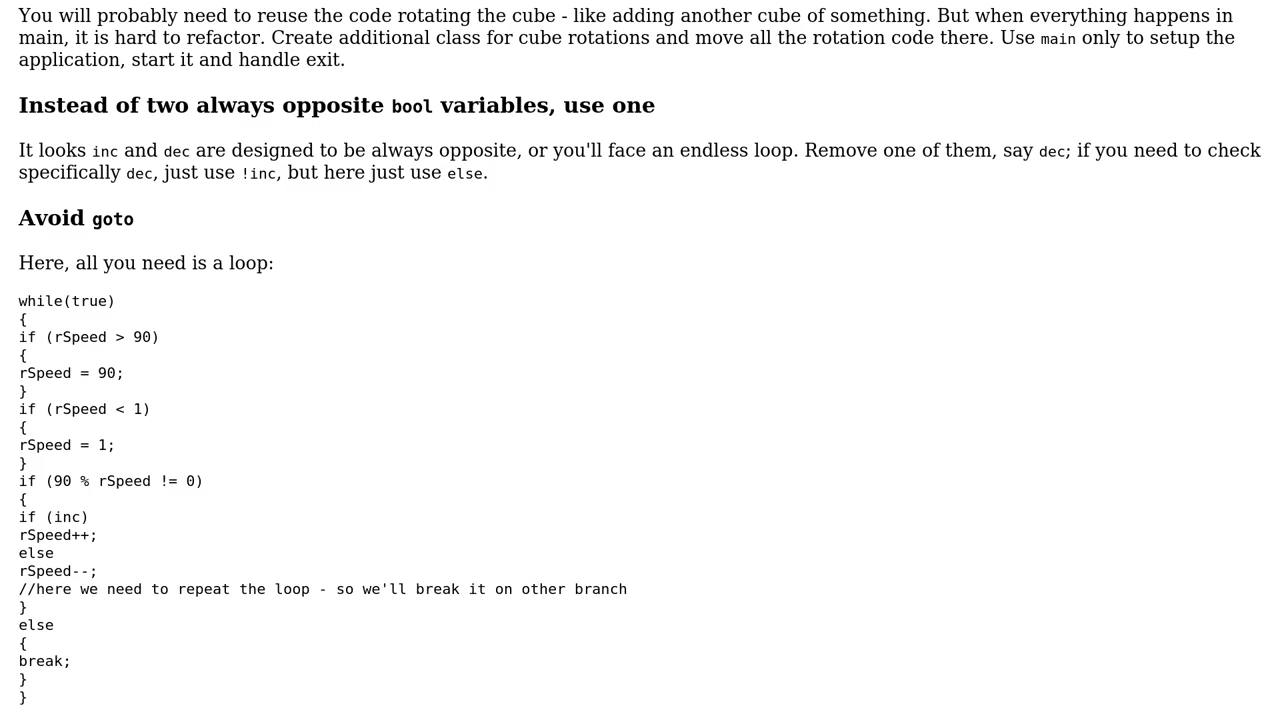 You will probably need to reuse the code rotating the cube - like adding another cube of something. But when everything happens in
main, it is hard to refactor. Create additional class for cube rotations and move all the rotation code there. Use main only to setup the
application, start it and handle exit.
Instead of two always opposite bool variables, use one
It looks inc and dec are designed to be always opposite, or you'll face an endless loop. Remove one of them, say dec; if you need to check
specifically dec, just use !inc, but here just use else.
Avoid goto
Here, all you need is a loop:
while(true)
{
if (rSpeed > 90)
{
rSpeed = 90;
}
if (rSpeed < 1)
{
rSpeed = 1;
}
if (90 % rSpeed != 0)
{
if (inc)
rSpeed++;
else
rSpeed--;
//here we need to repeat the loop - so we'll break it on other branch
}
else
{
break;
}
}